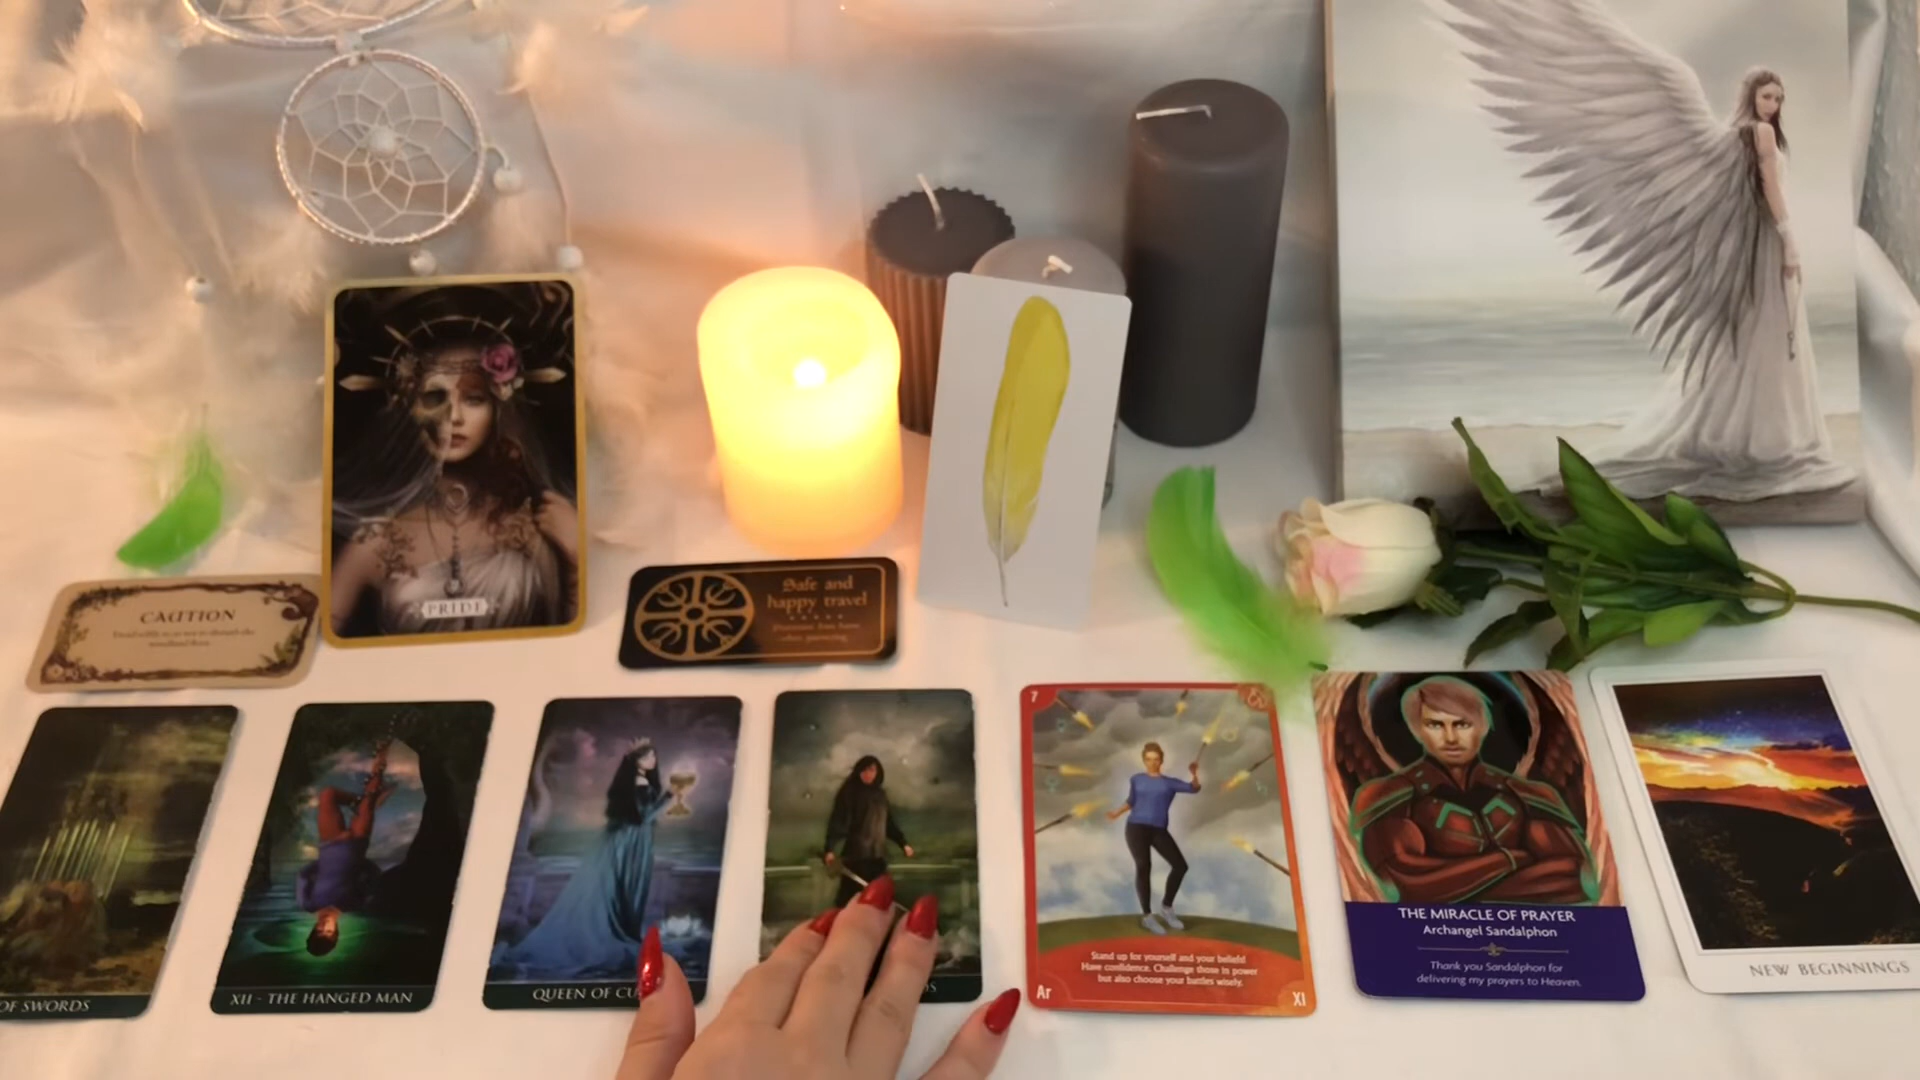 CAUTION
PRIDE
Safe and
happy travel
OF SWORDS
XII - THE HANGED MAN
QUEEN OF CU
DS
7
Stand up for yourself and your beliefs!
Have confidence. Challenge those in power
but also choose your battles wisely.
Ar
XI
THE MIRACLE OF PRAYER
Archangel Sandalphon
Thank you Sandalphon for
delivering my prayers to Heaven.
NEW BEGINNINGS